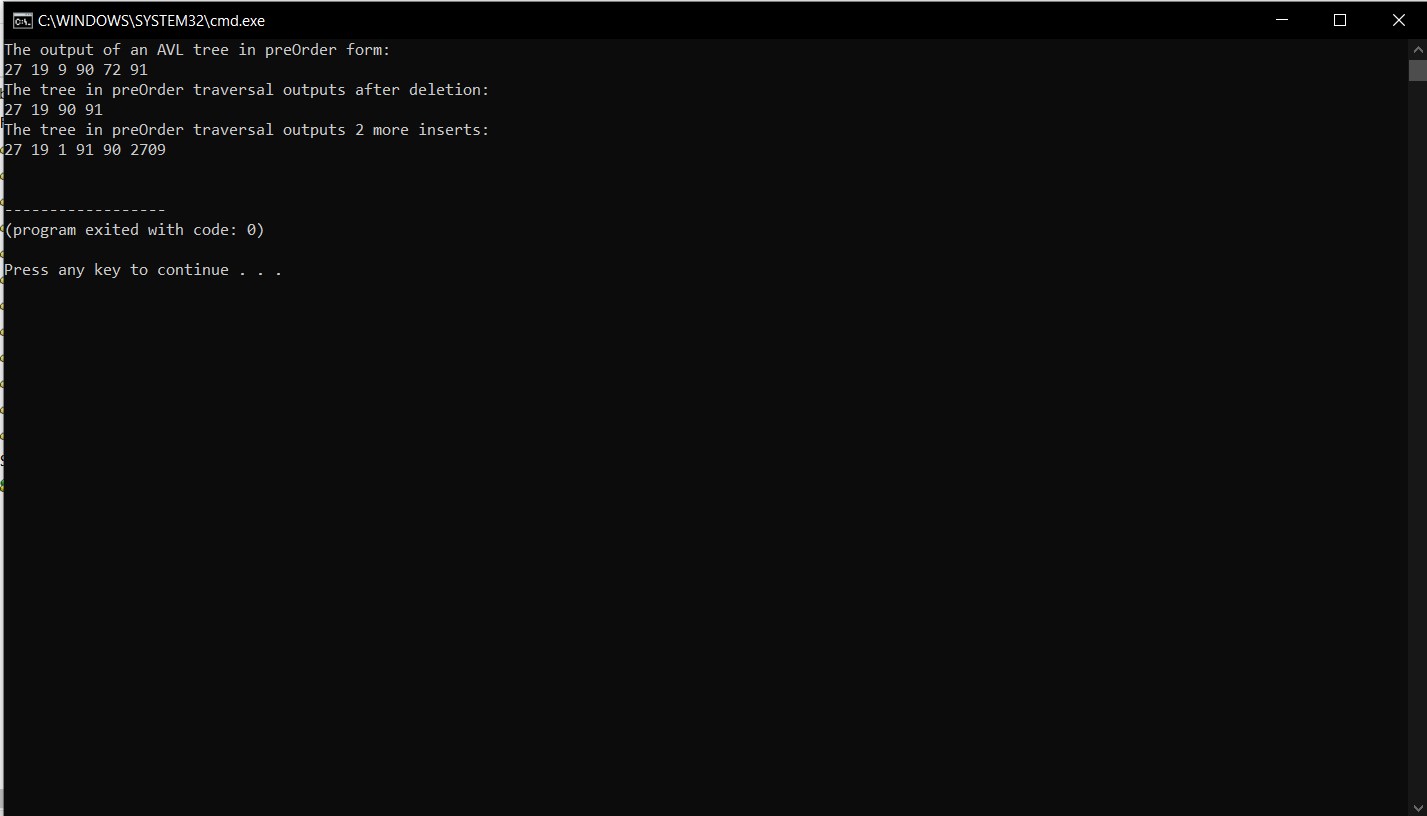 C:\WINDOWS\SYSTEM32\cmd.exe
The output of an AVL tree in preOrder form:
27 19 9 90 72 91
The tree in preOrder traversal outputs after deletion:
27 19 90 91
The tree in preOrder traversal outputs 2 more inserts:
27 19 1 91 90 2709
------------------
(program exited with code: 0)
Press any key to continue . . .